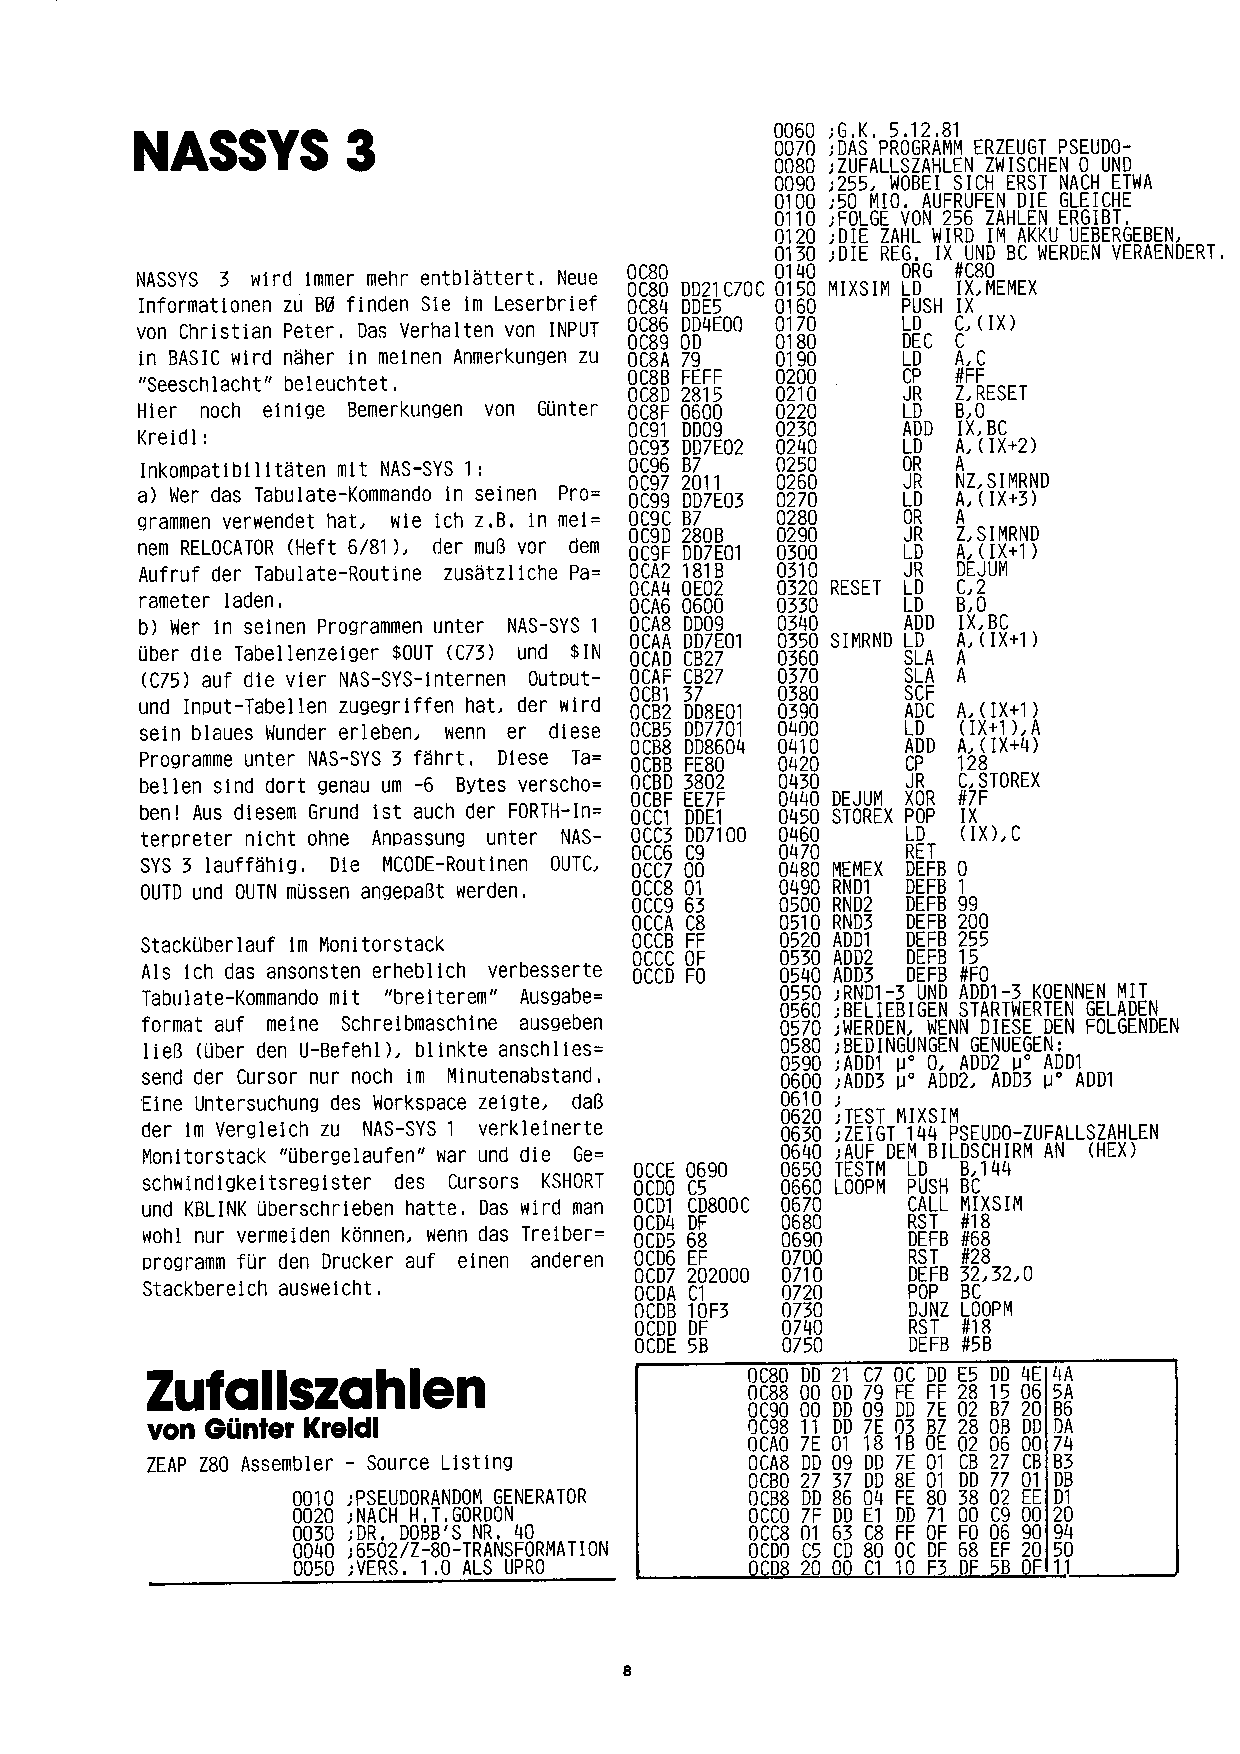 NASSYS 3
NASSYS 3 wird immer mehr entblättert. Neue
Informationen zu BØ finden Sie im Leserbrief
von Christian Peter. Das Verhalten von INPUT
in BASIC wird näher in meinen Anmerkungen zu
"Seeschlacht" beleuchtet.
Hier noch einige Bemerkungen von Günter
Kreidl:
Inkompatibilitäten mit NAS-SYS 1:
a) Wer das Tabulate-Kommando in seinen Pro=
grammen verwendet hat, wie ich z.B. in mei=
nem RELOCATOR (Heft 6/81), der muß vor dem
Aufruf der Tabulate-Routine zusätzliche Pa=
rameter laden.
b) Wer in seinen Programmen unter NAS-SYS 1
über die Tabellenzeiger $OUT (C73) und $IN
(C75) auf die vier NAS-SYS-internen Output-
und Input-Tabellen zugegriffen hat, der wird
sein blaues Wunder erleben, wenn er diese
Programme unter NAS-SYS 3 fährt. Diese Ta=
bellen sind dort genau um -6 Bytes verscho=
ben! Aus diesem Grund ist auch der FORTH-In=
terpreter nicht ohne Anpassung unter NAS-
SYS 3 lauffähig. Die MCODE-Routinen OUTC,
OUTD und OUTN müssen angepaßt werden.
Stacküberlauf im Monitorstack
Als ich das ansonsten erheblich verbesserte
Tabulate-Kommando mit "breiterem" Ausgabe=
format auf meine Schreibmaschine ausgeben
ließ (über den U-Befehl), blinkte anschlies=
send der Cursor nur noch im Minutenabstand.
Eine Untersuchung des Workspace zeigte, daß
der im Vergleich zu NAS-SYS 1 verkleinerte
Monitorstack "übergelaufen" war und die Ge=
schwindigkeitsregister des Cursors KSHORT
und KBLINK überschrieben hatte. Das wird man
wohl nur vermeiden können, wenn das Treiber=
programm für den Drucker auf einen anderen
Stackbereich ausweicht.
Zufallszahlen
von Günter Kreidl
ZEAP Z80 Assembler - Source Listing
0010 ;PSEUDORANDOM GENERATOR
0020 ;NACH H.T.GORDON
0030 ;DR. DOBB'S NR. 40
0040 ;6502/Z-80-TRANSFORMATION
0050 ;VERS. 1.0 ALS UPRO
0060 ;G.K. 5.12.81
0070 ;DAS PROGRAMM ERZEUGT PSEUDO-
0080 ;ZUFALLSZAHLEN ZWISCHEN 0 UND
0090 ;255, WOBEI SICH ERST NACH ETWA
0100 ;50 MIO. AUFRUFEN DIE GLEICHE
0110 ;FOLGE VON 256 ZAHLEN ERGIBT.
0120 ;DIE ZAHL WIRD IM AKKU UEBERGEBEN,
0130 ;DIE REG. IX UND BC WERDEN VERAENDERT.
0C80 0140 ORG #C80
0C80 DD21C70C 0150 MIXSIM LD IX,MEMEX
0C84 DDE5 0160 PUSH IX
0C86 DD4E00 0170 LD C,(IX)
0C89 0D 0180 DEC C
0C8A 79 0190 LD A,C
0C8B FEFF 0200 CP #FF
0C8D 2815 0210 JR Z,RESET
0C8F 0600 0220 LD B,0
0C91 DD09 0230 ADD IX,BC
0C93 DD7E02 0240 LD A,(IX+2)
0C96 B7 0250 OR A
0C97 2011 0260 JR NZ,SIMRND
0C99 DD7E03 0270 LD A,(IX+3)
0C9C B7 0280 OR A
0C9D 280B 0290 JR Z,SIMRND
0C9F DD7E01 0300 LD A,(IX+1)
0CA2 181B 0310 JR DEJUM
0CA4 0E02 0320 RESET LD C,2
0CA6 0600 0330 LD B,0
0CA8 DD09 0340 ADD IX,BC
0CAA DD7E01 0350 SIMRND LD A,(IX+1)
0CAD CB27 0360 SLA A
0CAF CB27 0370 SLA A
0CB1 37 0380 SCF
0CB2 DD8E01 0390 ADC A,(IX+1)
0CB5 DD7701 0400 LD (IX+1),A
0CB8 DD8604 0410 ADD A,(IX+4)
0CBB FE80 0420 CP 128
0CBD 3802 0430 JR C,STOREX
0CBF EE7F 0440 DEJUM XOR #7F
0CC1 DDE1 0450 STOREX POP IX
0CC3 DD7100 0460 LD (IX),C
0CC6 C9 0470 RET
0CC7 00 0480 MEMEX DEFB 0
0CC8 01 0490 RND1 DEFB 1
0CC9 63 0500 RND2 DEFB 99
0CCA C8 0510 RND3 DEFB 200
0CCB FF 0520 ADD1 DEFB 255
0CCC 0F 0530 ADD2 DEFB 15
0CCD F0 0540 ADD3 DEFB #F0
0550 ;RND1-3 UND ADD1-3 KOENNEN MIT
0560 ;BELIEBIGEN STARTWERTEN GELADEN
0570 ;WERDEN, WENN DIESE DEN FOLGENDEN
0580 ;BEDINGUNGEN GENUEGEN:
0590 ;ADD1 µ° 0, ADD2 µ° ADD1
0600 ;ADD3 µ° ADD2, ADD3 µ° ADD1
0610 ;
0620 ;TEST MIXSIM
0630 ;ZEIGT 144 PSEUDO-ZUFALLSZAHLEN
0640 ;AUF DEM BILDSCHIRM AN (HEX)
0CCE 0690 0650 TESTM LD B,144
0CD0 C5 0660 LOOPM PUSH BC
0CD1 CD800C 0670 CALL MIXSIM
0CD4 DF 0680 RST #18
0CD5 68 0690 DEFB #68
0CD6 EF 0700 RST #28
0CD7 202000 0710 DEFB 32,32,0
0CDA C1 0720 POP BC
0CDB 10F3 0730 DJNZ LOOPM
0CDD DF 0740 RST #18
0CDE 5B 0750 DEFB #5B
0C80 DD 21 C7 0C DD E5 DD 4E 4A
0C88 00 0D 79 FE FF 28 15 06 5A
0C90 00 DD 09 DD 7E 02 B7 20 B6
0C98 11 DD 7E 03 B7 28 0B DD DA
0CA0 7E 01 18 1B 0E 02 06 00 74
0CA8 DD 09 DD 7E 01 CB 27 CB B3
0CB0 27 37 DD 8E 01 DD 77 01 DB
0CB8 DD 86 04 FE 80 38 02 EE D1
0CC0 7F DD E1 DD 71 00 C9 00 20
0CC8 01 63 C8 FF 0F F0 06 90 94
0CD0 C5 CD 80 0C DF 68 EF 20 50
0CD8 20 00 C1 10 F3 DF 5B 0F 11
8